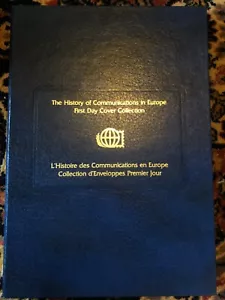 The History of Communications in Europe
First Day Cover Collection
L'Histoire des Communications en Europe
Collection d'Enveloppes Premier Jour